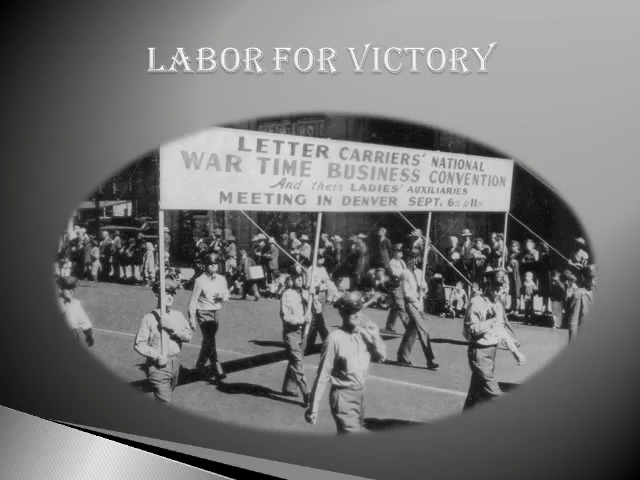 LABOR FOR VICTORY
LETTER CARRIERS' NATIONAL
WAR TIME BUSINESS CONVENTION
And their LADIES' AUXILIARIES
MEETING IN DENVER SEPT. 6TH TO 11TH